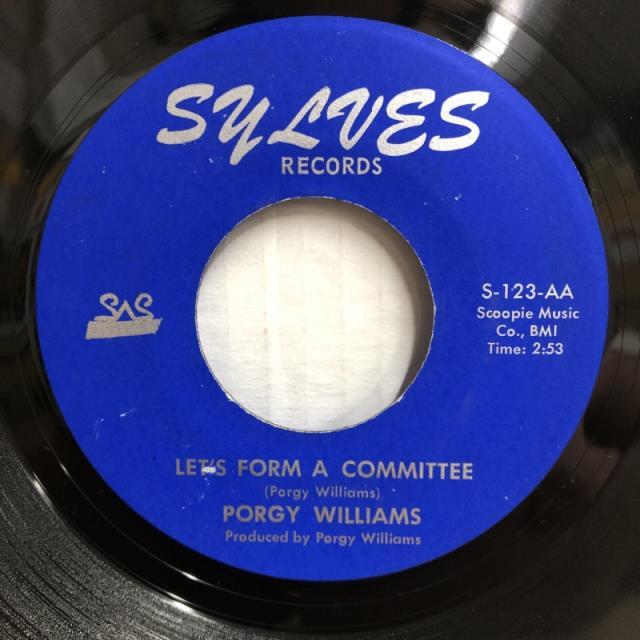 SYLVES
RECORDS
SAS
S-123-AA
Scoopie Music
Co., BMI
Time: 2:53
LET'S FORM A COMMITTEE
(Porgy Williams)
PORGY WILLIAMS
Produced by Porgy Williams